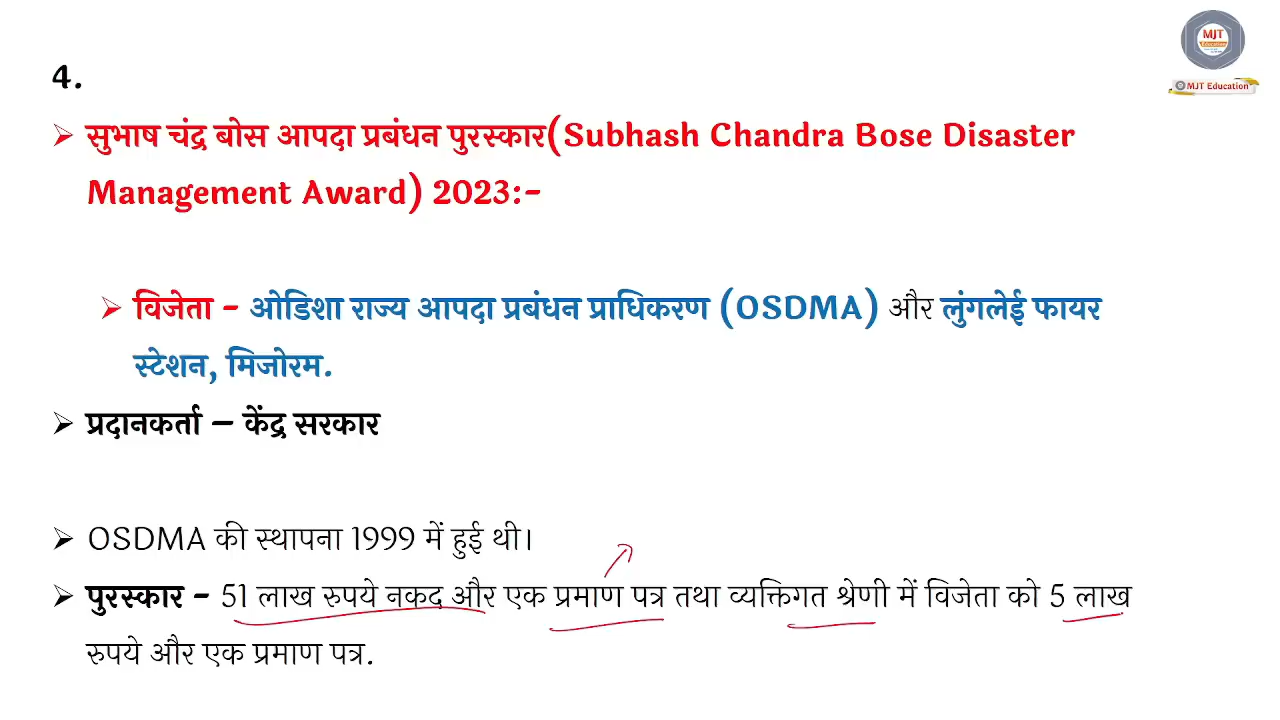 MJT
Education
MJT Education
4.
सुभाष चंद्र बोस आपदा प्रबंधन पुरस्कार(Subhash Chandra Bose Disaster
Management Award) 2023:-
विजेता - ओडिशा राज्य आपदा प्रबंधन प्राधिकरण (OSDMA) और लुंगलेई फायर
स्टेशन, मिजोरम.
प्रदानकर्ता – केंद्र सरकार
OSDMA की स्थापना 1999 में हुई थी।
पुरस्कार - 51 लाख रुपये नकद और एक प्रमाण पत्र तथा व्यक्तिगत श्रेणी में विजेता को 5 लाख
रुपये और एक प्रमाण पत्र.